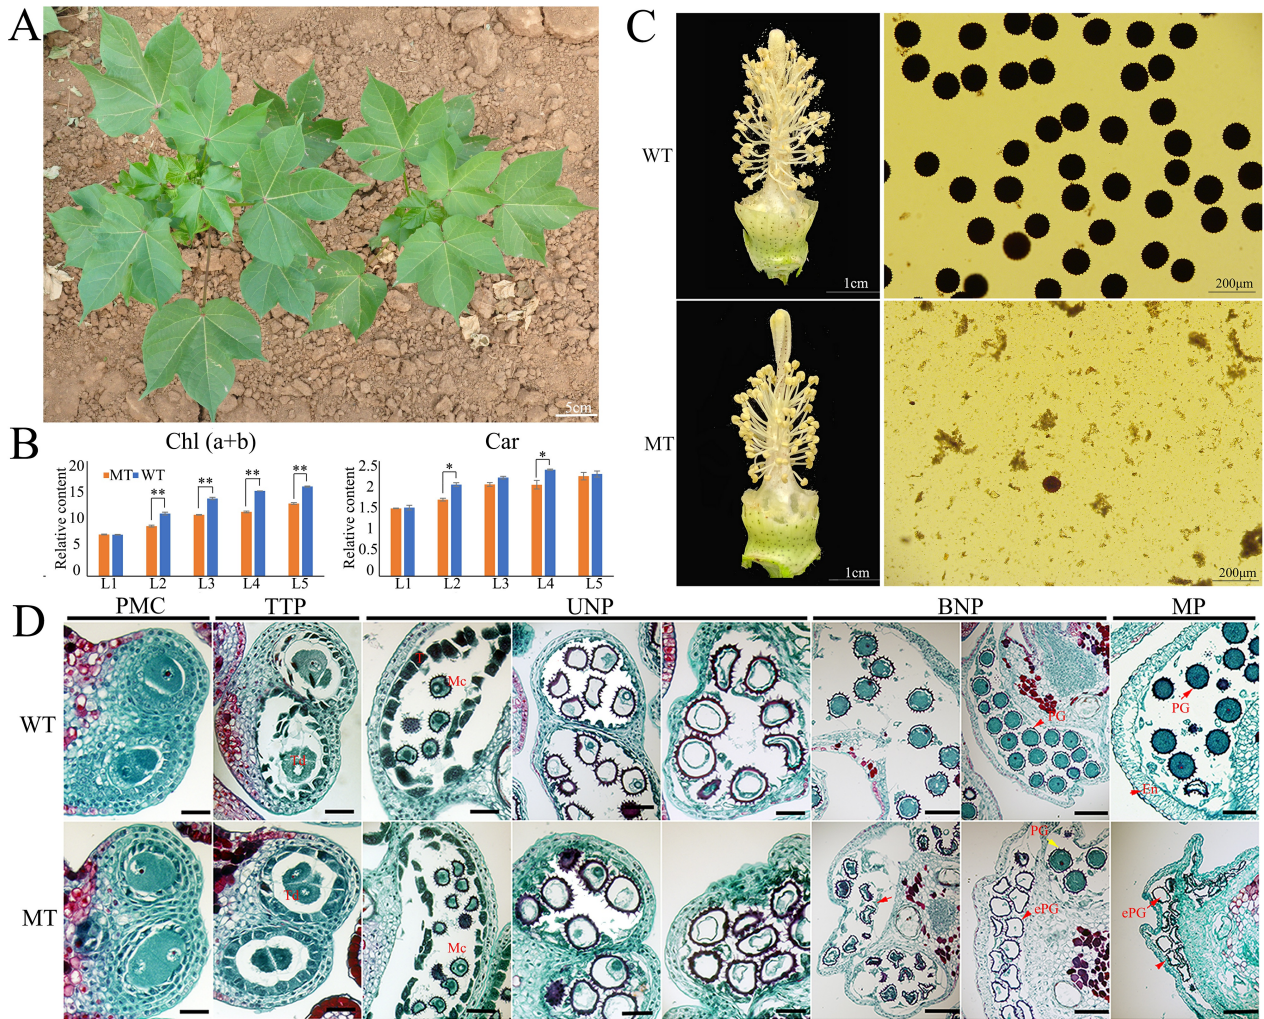 A
5cm
B
Chl (a+b)
Relative content
20
15
10
5
0
MT WT
**
**
**
**
L1 L2 L3 L4 L5
Car
Relative content
2.5
2
1.5
1
0.5
0
*
*
L1 L2 L3 L4 L5
C
WT
1cm
200μm
MT
1cm
200μm
D
PMC TTP UNP BNP MP
WT
Td
Mc
PG
PG
En
MT
Td
Mc
PG
ePG
ePG